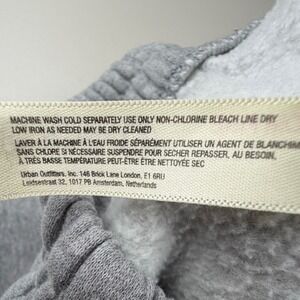 MACHINE WASH COLD SEPARATELY USE ONLY NON-CHLORINE BLEACH LINE DRY
LOW IRON AS NEEDED MAY BE DRY CLEANED
LAVER À LA MACHINE À L'EAU FROIDE SÉPARÉMENT UTILISER UN AGENT DE BLANCHIM
SANS CHLORE SI NÉCESSAIRE SUSPENDRE POUR SECHER REPASSER, AU BESOIN,
À TRÈS BASSE TEMPÉRATURE PEUT-ÊTRE NETTOYÉE SEC
Urban Outfitters, Inc. 146 Brick Lane London, E1 6RU
Leidsestraat 32, 1017 PB Amsterdam, Netherlands